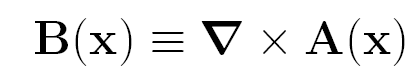 B(x) ≡ ∇ × A(x)